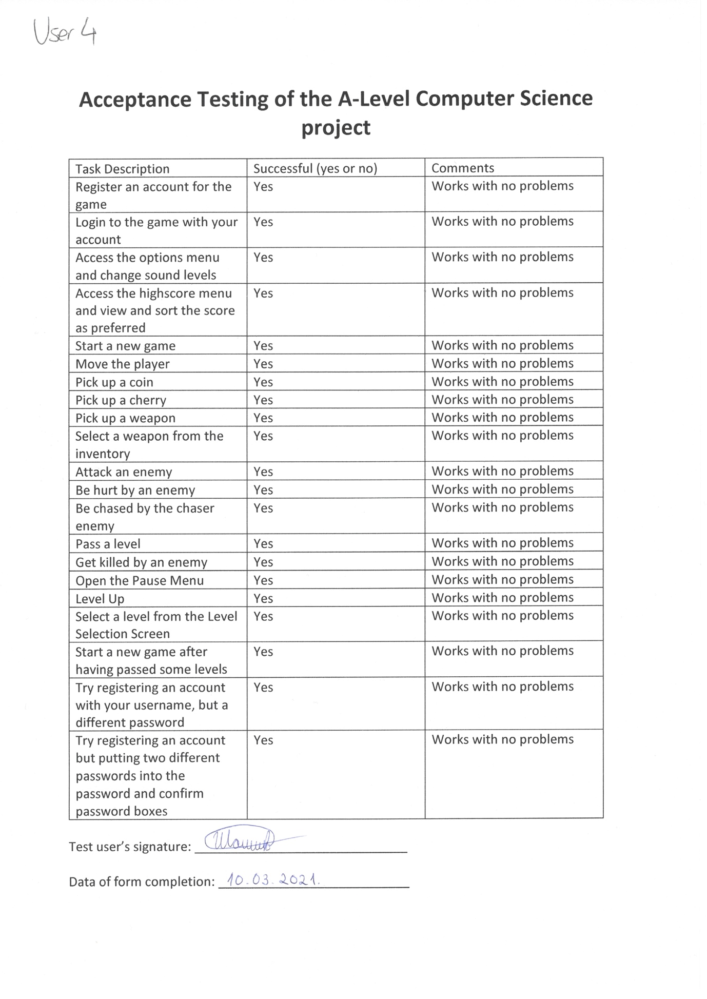 User 4
Acceptance Testing of the A-Level Computer Science
project
Task Description Successful (yes or no) Comments
Register an account for the Yes Works with no problems
game
Login to the game with your Yes Works with no problems
account
Access the options menu Yes Works with no problems
and change sound levels
Access the highscore menu Yes Works with no problems
and view and sort the score
as preferred
Start a new game Yes Works with no problems
Move the player Yes Works with no problems
Pick up a coin Yes Works with no problems
Pick up a cherry Yes Works with no problems
Pick up a weapon Yes Works with no problems
Select a weapon from the Yes Works with no problems
inventory
Attack an enemy Yes Works with no problems
Be hurt by an enemy Yes Works with no problems
Be chased by the chaser Yes Works with no problems
enemy
Pass a level Yes Works with no problems
Get killed by an enemy Yes Works with no problems
Open the Pause Menu Yes Works with no problems
Level Up Yes Works with no problems
Select a level from the Level Yes Works with no problems
Selection Screen
Start a new game after Yes Works with no problems
having passed some levels
Try registering an account Yes Works with no problems
with your username, but a
different password
Try registering an account Yes Works with no problems
but putting two different
passwords into the
password and confirm
password boxes
Test user’s signature:
Data of form completion: 10.03.2021.